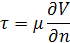 τ = μ ∂V/∂n